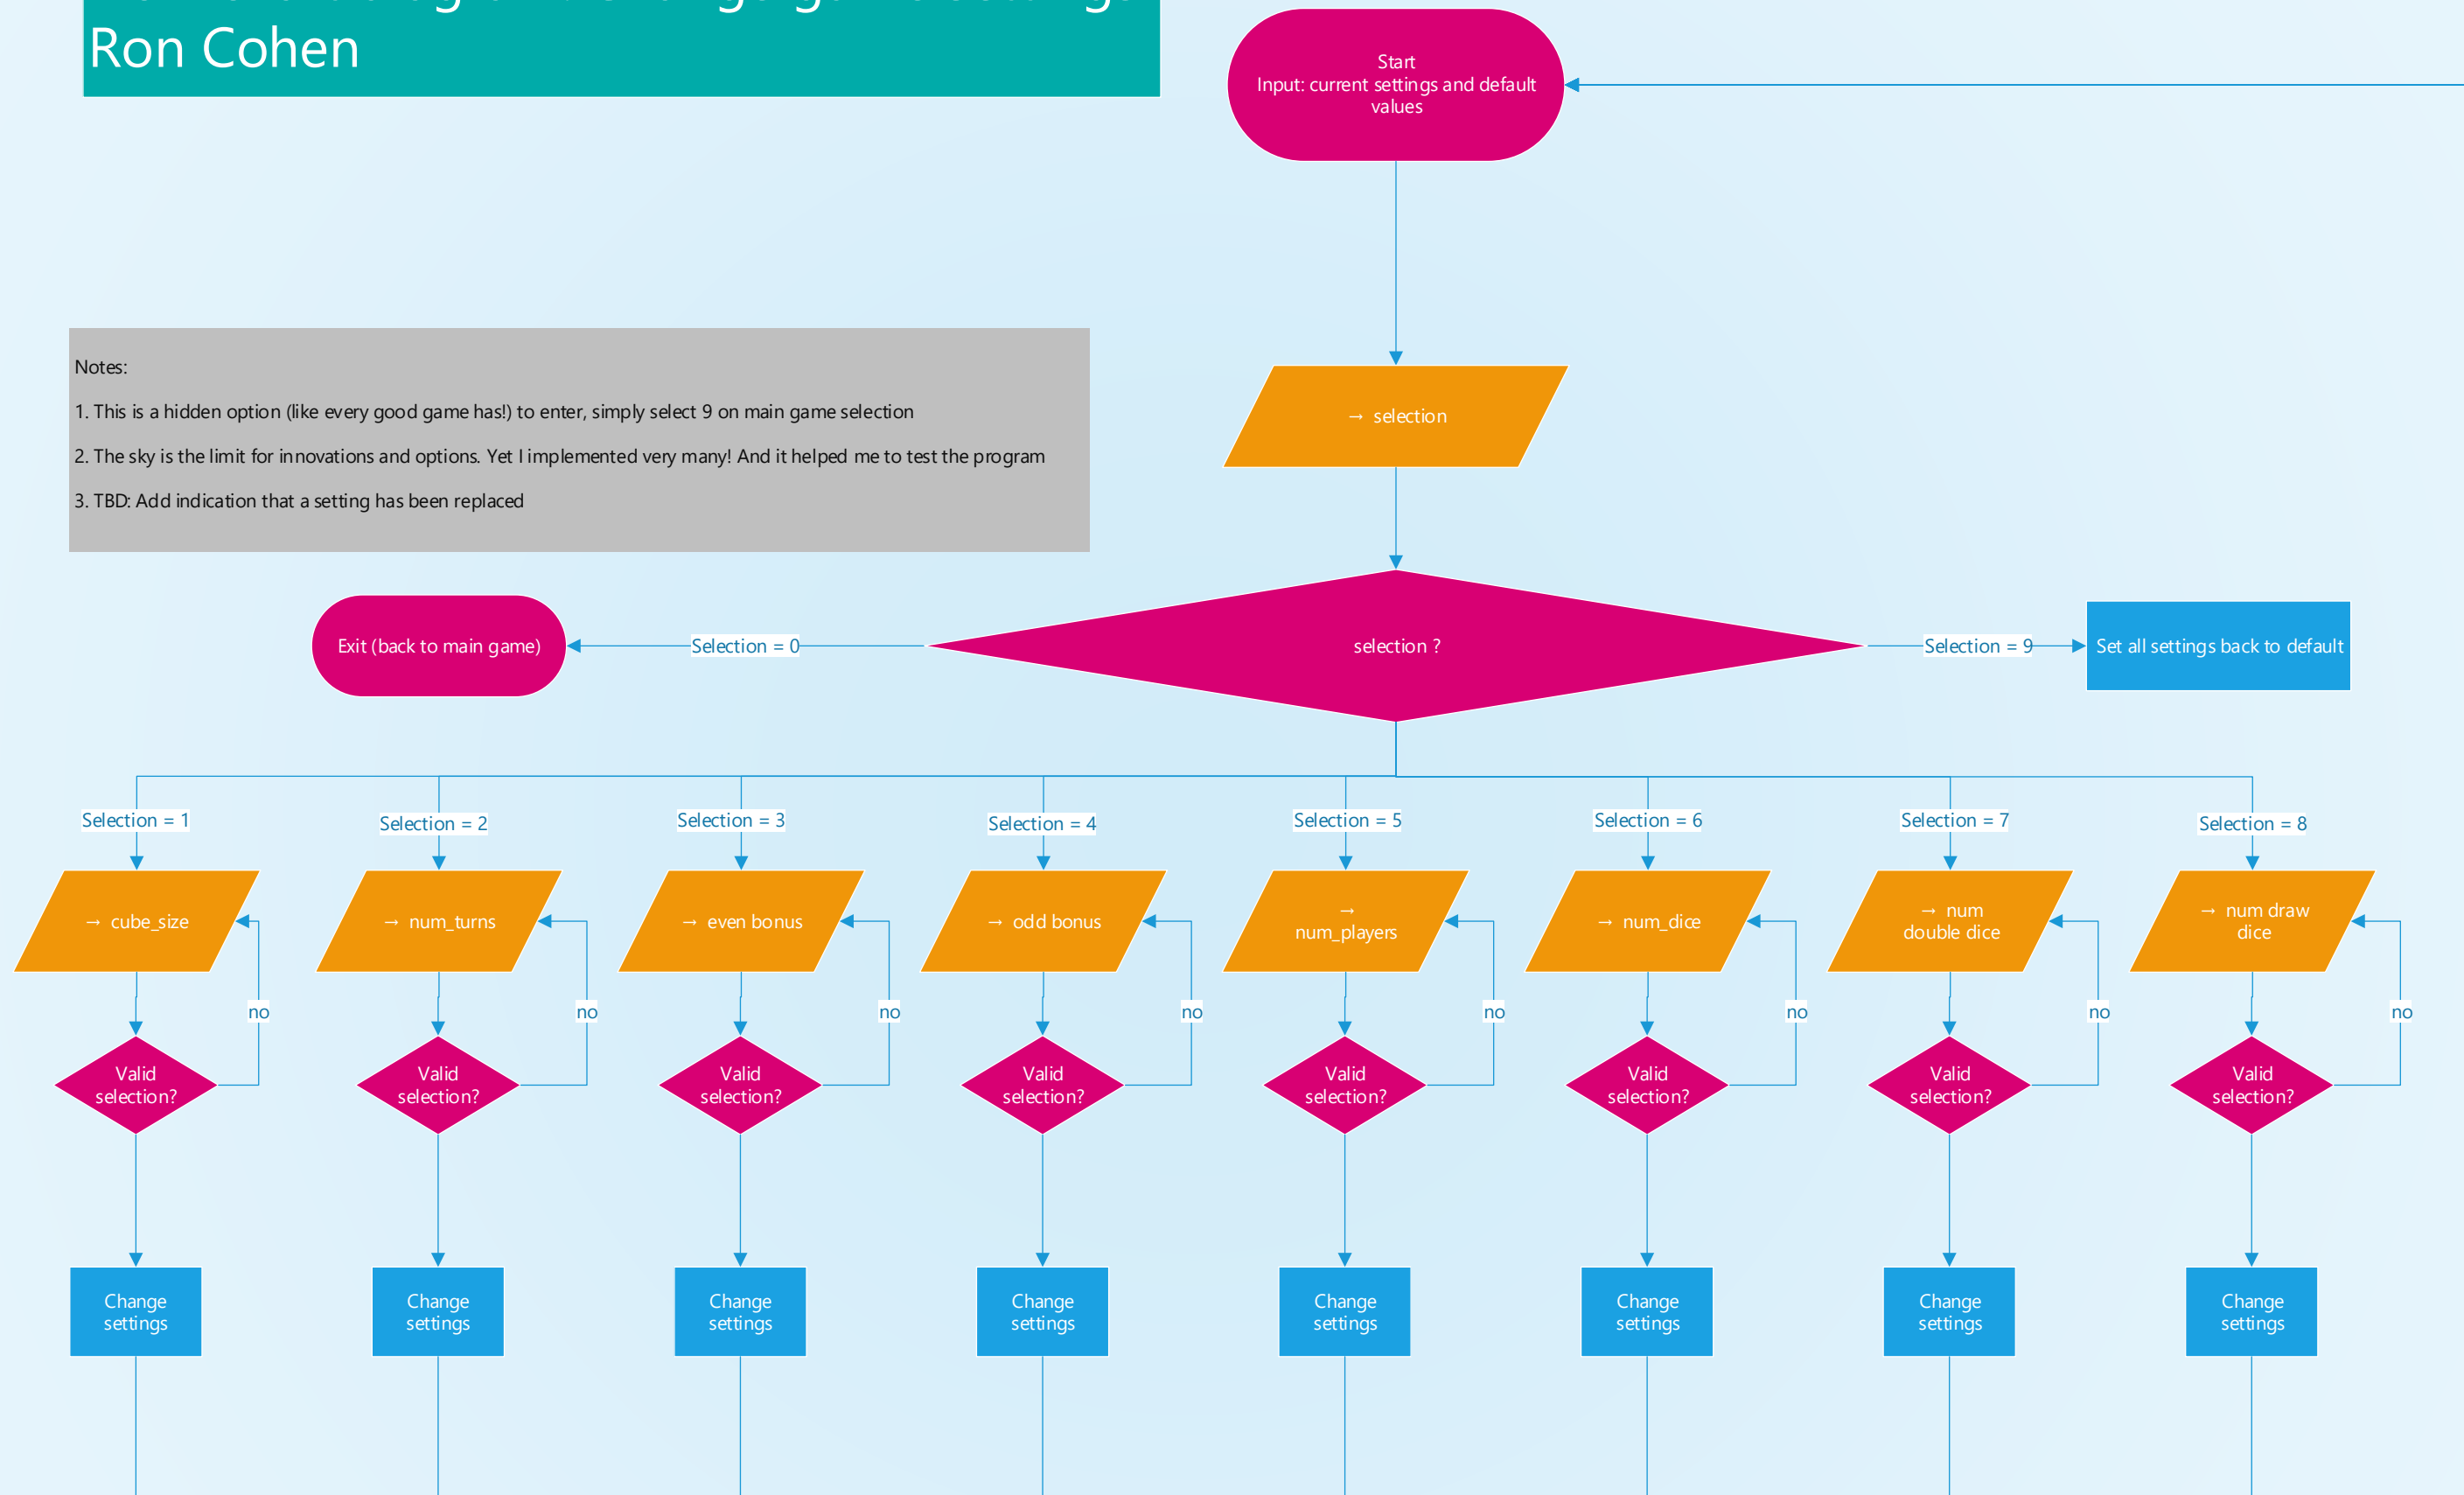 Ron Cohen
Start
Input: current settings and default
values
Notes:
1. This is a hidden option (like every good game has!) to enter, simply select 9 on main game selection
2. The sky is the limit for innovations and options. Yet I implemented very many! And it helped me to test the program
3. TBD: Add indication that a setting has been replaced
→ selection
Exit (back to main game)
Selection = 0
selection ?
Selection = 9
Set all settings back to default
Selection = 1
Selection = 2
Selection = 3
Selection = 4
Selection = 5
Selection = 6
Selection = 7
Selection = 8
→ cube_size
→ num_turns
→ even bonus
→ odd bonus
→
num_players
→ num_dice
→ num
double dice
→ num draw
dice
no
no
no
no
no
no
no
no
Valid
selection?
Valid
selection?
Valid
selection?
Valid
selection?
Valid
selection?
Valid
selection?
Valid
selection?
Valid
selection?
Change
settings
Change
settings
Change
settings
Change
settings
Change
settings
Change
settings
Change
settings
Change
settings